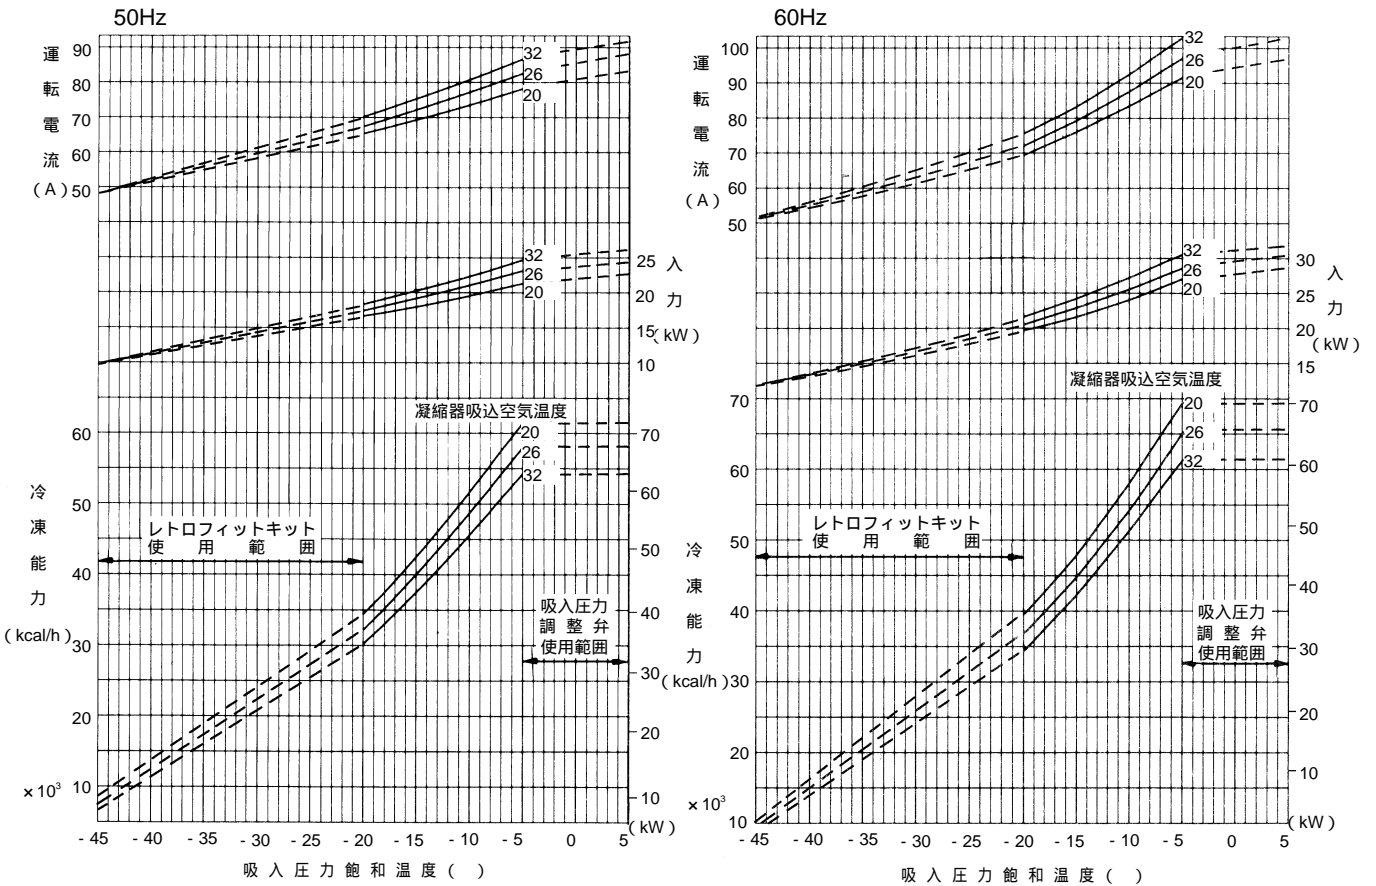 50Hz
運転電流
(A)
90
80
70
60
50
32
26
20
32
26
20
25
20
15
10
入力
(kW)
凝縮器吸込空気温度
20
26
32
冷凍能力
(kcal/h)
×10³
60
50
40
30
20
10
70
60
50
40
30
20
10
(kW)
レトロフィットキット
使用範囲
吸入圧力
調整弁
使用範囲
-45 -40 -35 -30 -25 -20 -15 -10 -5 0 5
吸入圧力飽和温度( )
60Hz
運転電流
(A)
100
90
80
70
60
50
32
26
20
32
26
20
30
25
20
15
入力
(kW)
凝縮器吸込空気温度
20
26
32
冷凍能力
(kcal/h)
×10³
70
60
50
40
30
20
10
70
60
50
40
30
20
10
(kW)
レトロフィットキット
使用範囲
吸入圧力
調整弁
使用範囲
-45 -40 -35 -30 -25 -20 -15 -10 -5 0 5
吸入圧力飽和温度( )